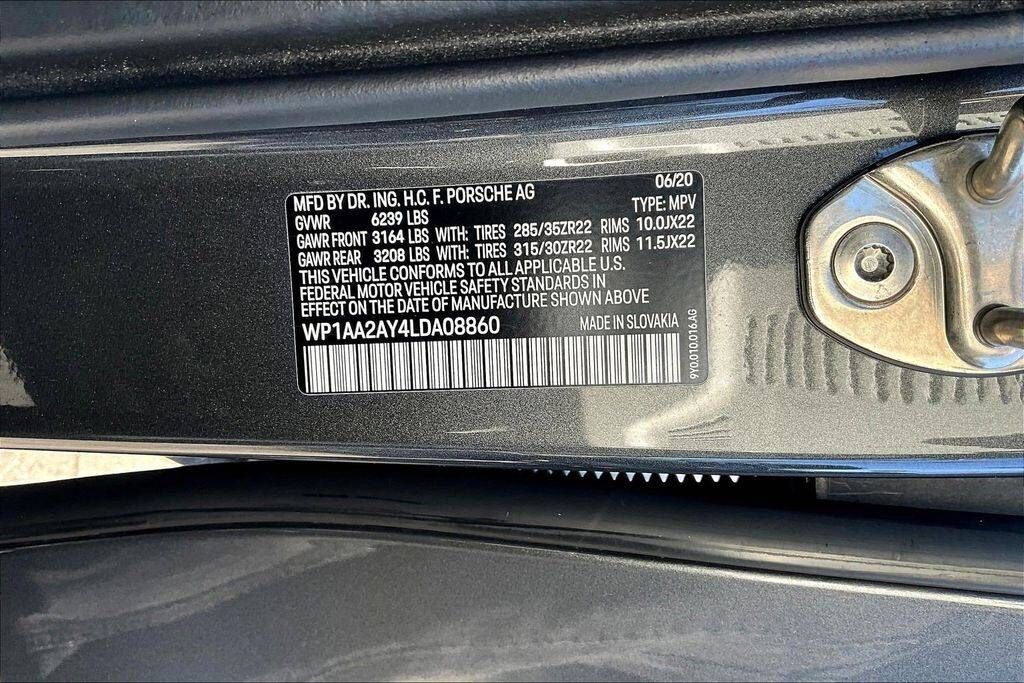 MFD BY DR. ING. H.C. F. PORSCHE AG 06/20
GVWR 6239 LBS TYPE: MPV
GAWR FRONT 3164 LBS WITH: TIRES 285/35ZR22 RIMS 10.0JX22
GAWR REAR 3208 LBS WITH: TIRES 315/30ZR22 RIMS 11.5JX22
THIS VEHICLE CONFORMS TO ALL APPLICABLE U.S.
FEDERAL MOTOR VEHICLE SAFETY STANDARDS IN
EFFECT ON THE DATE OF MANUFACTURE SHOWN ABOVE
WP1AA2AY4LDA08860 MADE IN SLOVAKIA
9Y0.010.016.AG